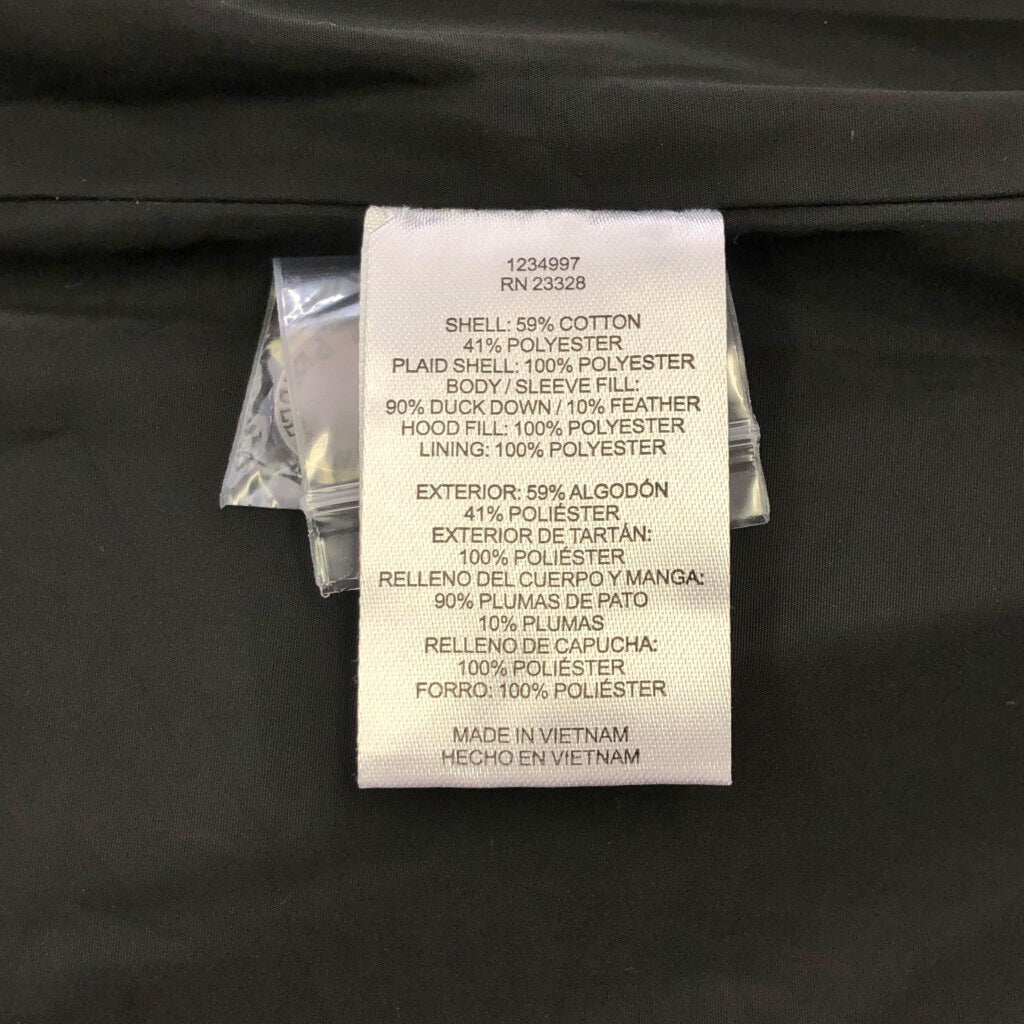 1234997
RN 23328
SHELL: 59% COTTON
41% POLYESTER
PLAID SHELL: 100% POLYESTER
BODY / SLEEVE FILL:
90% DUCK DOWN / 10% FEATHER
HOOD FILL: 100% POLYESTER
LINING: 100% POLYESTER
EXTERIOR: 59% ALGODÓN
41% POLIÉSTER
EXTERIOR DE TARTÁN:
100% POLIÉSTER
RELLENO DEL CUERPO Y MANGA:
90% PLUMAS DE PATO
10% PLUMAS
RELLENO DE CAPUCHA:
100% POLIÉSTER
FORRO: 100% POLIÉSTER
MADE IN VIETNAM
HECHO EN VIETNAM